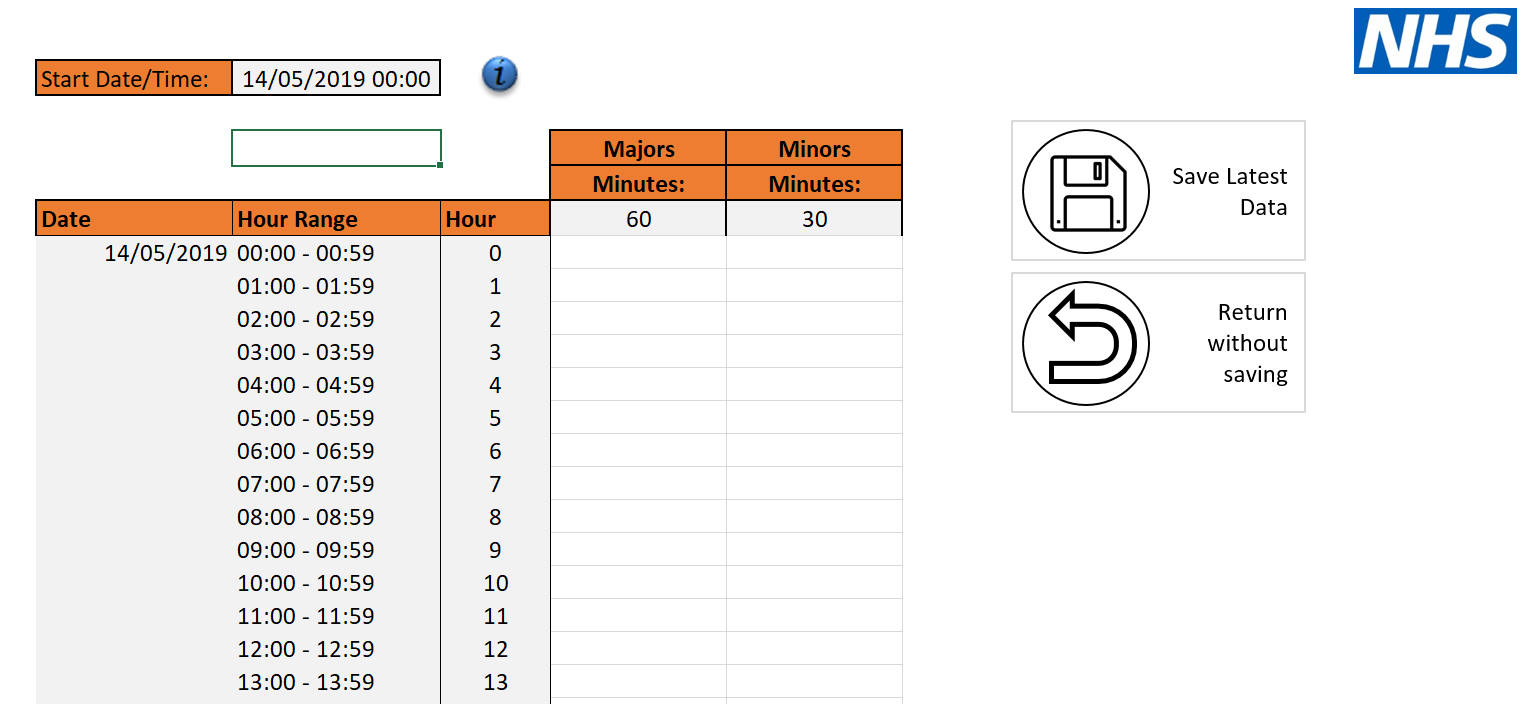 NHS
Start Date/Time: 14/05/2019 00:00
i
Majors Minors
Minutes: Minutes:
Date Hour Range Hour 60 30
14/05/2019 00:00 - 00:59 0
01:00 - 01:59 1
02:00 - 02:59 2
03:00 - 03:59 3
04:00 - 04:59 4
05:00 - 05:59 5
06:00 - 06:59 6
07:00 - 07:59 7
08:00 - 08:59 8
09:00 - 09:59 9
10:00 - 10:59 10
11:00 - 11:59 11
12:00 - 12:59 12
13:00 - 13:59 13
Save Latest
Data
Return
without
saving